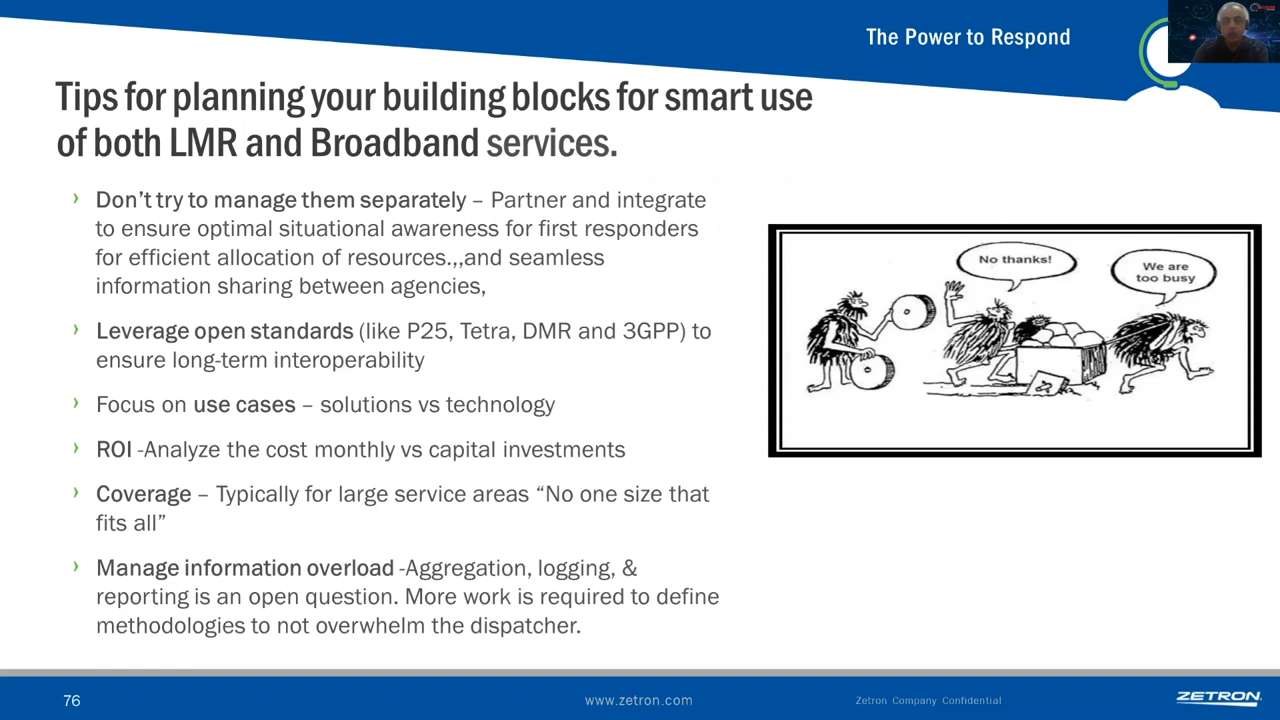 The Power to Respond
Tips for planning your building blocks for smart use
of both LMR and Broadband services.
› Don't try to manage them separately – Partner and integrate
to ensure optimal situational awareness for first responders
for efficient allocation of resources.,,and seamless
information sharing between agencies,
› Leverage open standards (like P25, Tetra, DMR and 3GPP) to
ensure long-term interoperability
› Focus on use cases – solutions vs technology
› ROI -Analyze the cost monthly vs capital investments
› Coverage – Typically for large service areas “No one size that
fits all”
› Manage information overload -Aggregation, logging, &
reporting is an open question. More work is required to define
methodologies to not overwhelm the dispatcher.
No thanks!
We are
too busy
76
www.zetron.com
Zetron Company Confidential
ZETRON